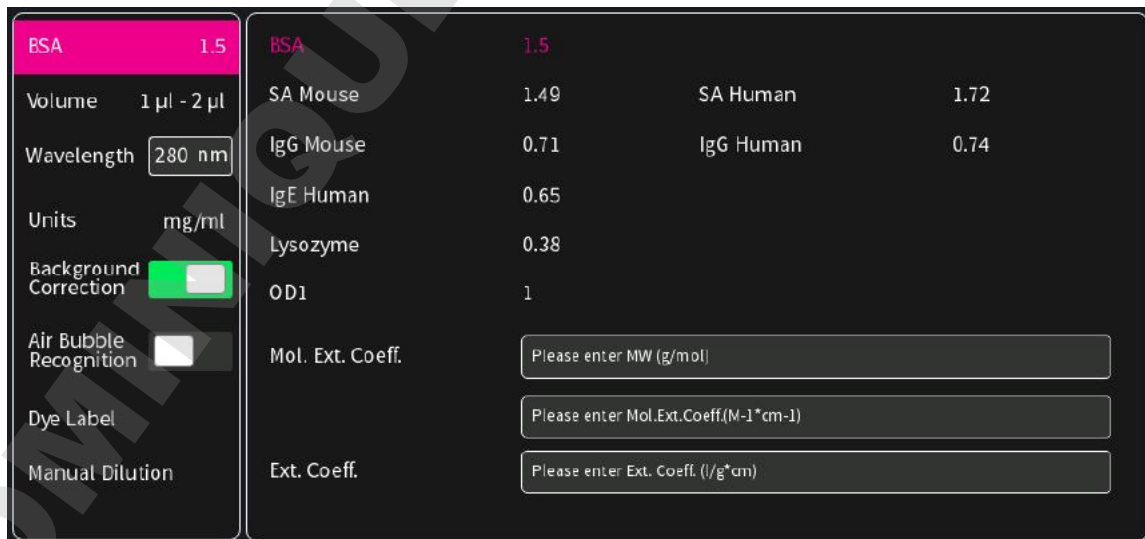 BSA 1.5
Volume 1 µl - 2 µl
Wavelength 280 nm
Units mg/ml
Background
Correction
Air Bubble
Recognition
Dye Label
Manual Dilution
BSA 1.5
SA Mouse 1.49 SA Human 1.72
IgG Mouse 0.71 IgG Human 0.74
IgE Human 0.65
Lysozyme 0.38
OD1 1
Mol. Ext. Coeff. Please enter MW (g/mol)
Please enter Mol.Ext.Coeff.(M-1*cm-1)
Ext. Coeff. Please enter Ext. Coeff. (l/g*cm)